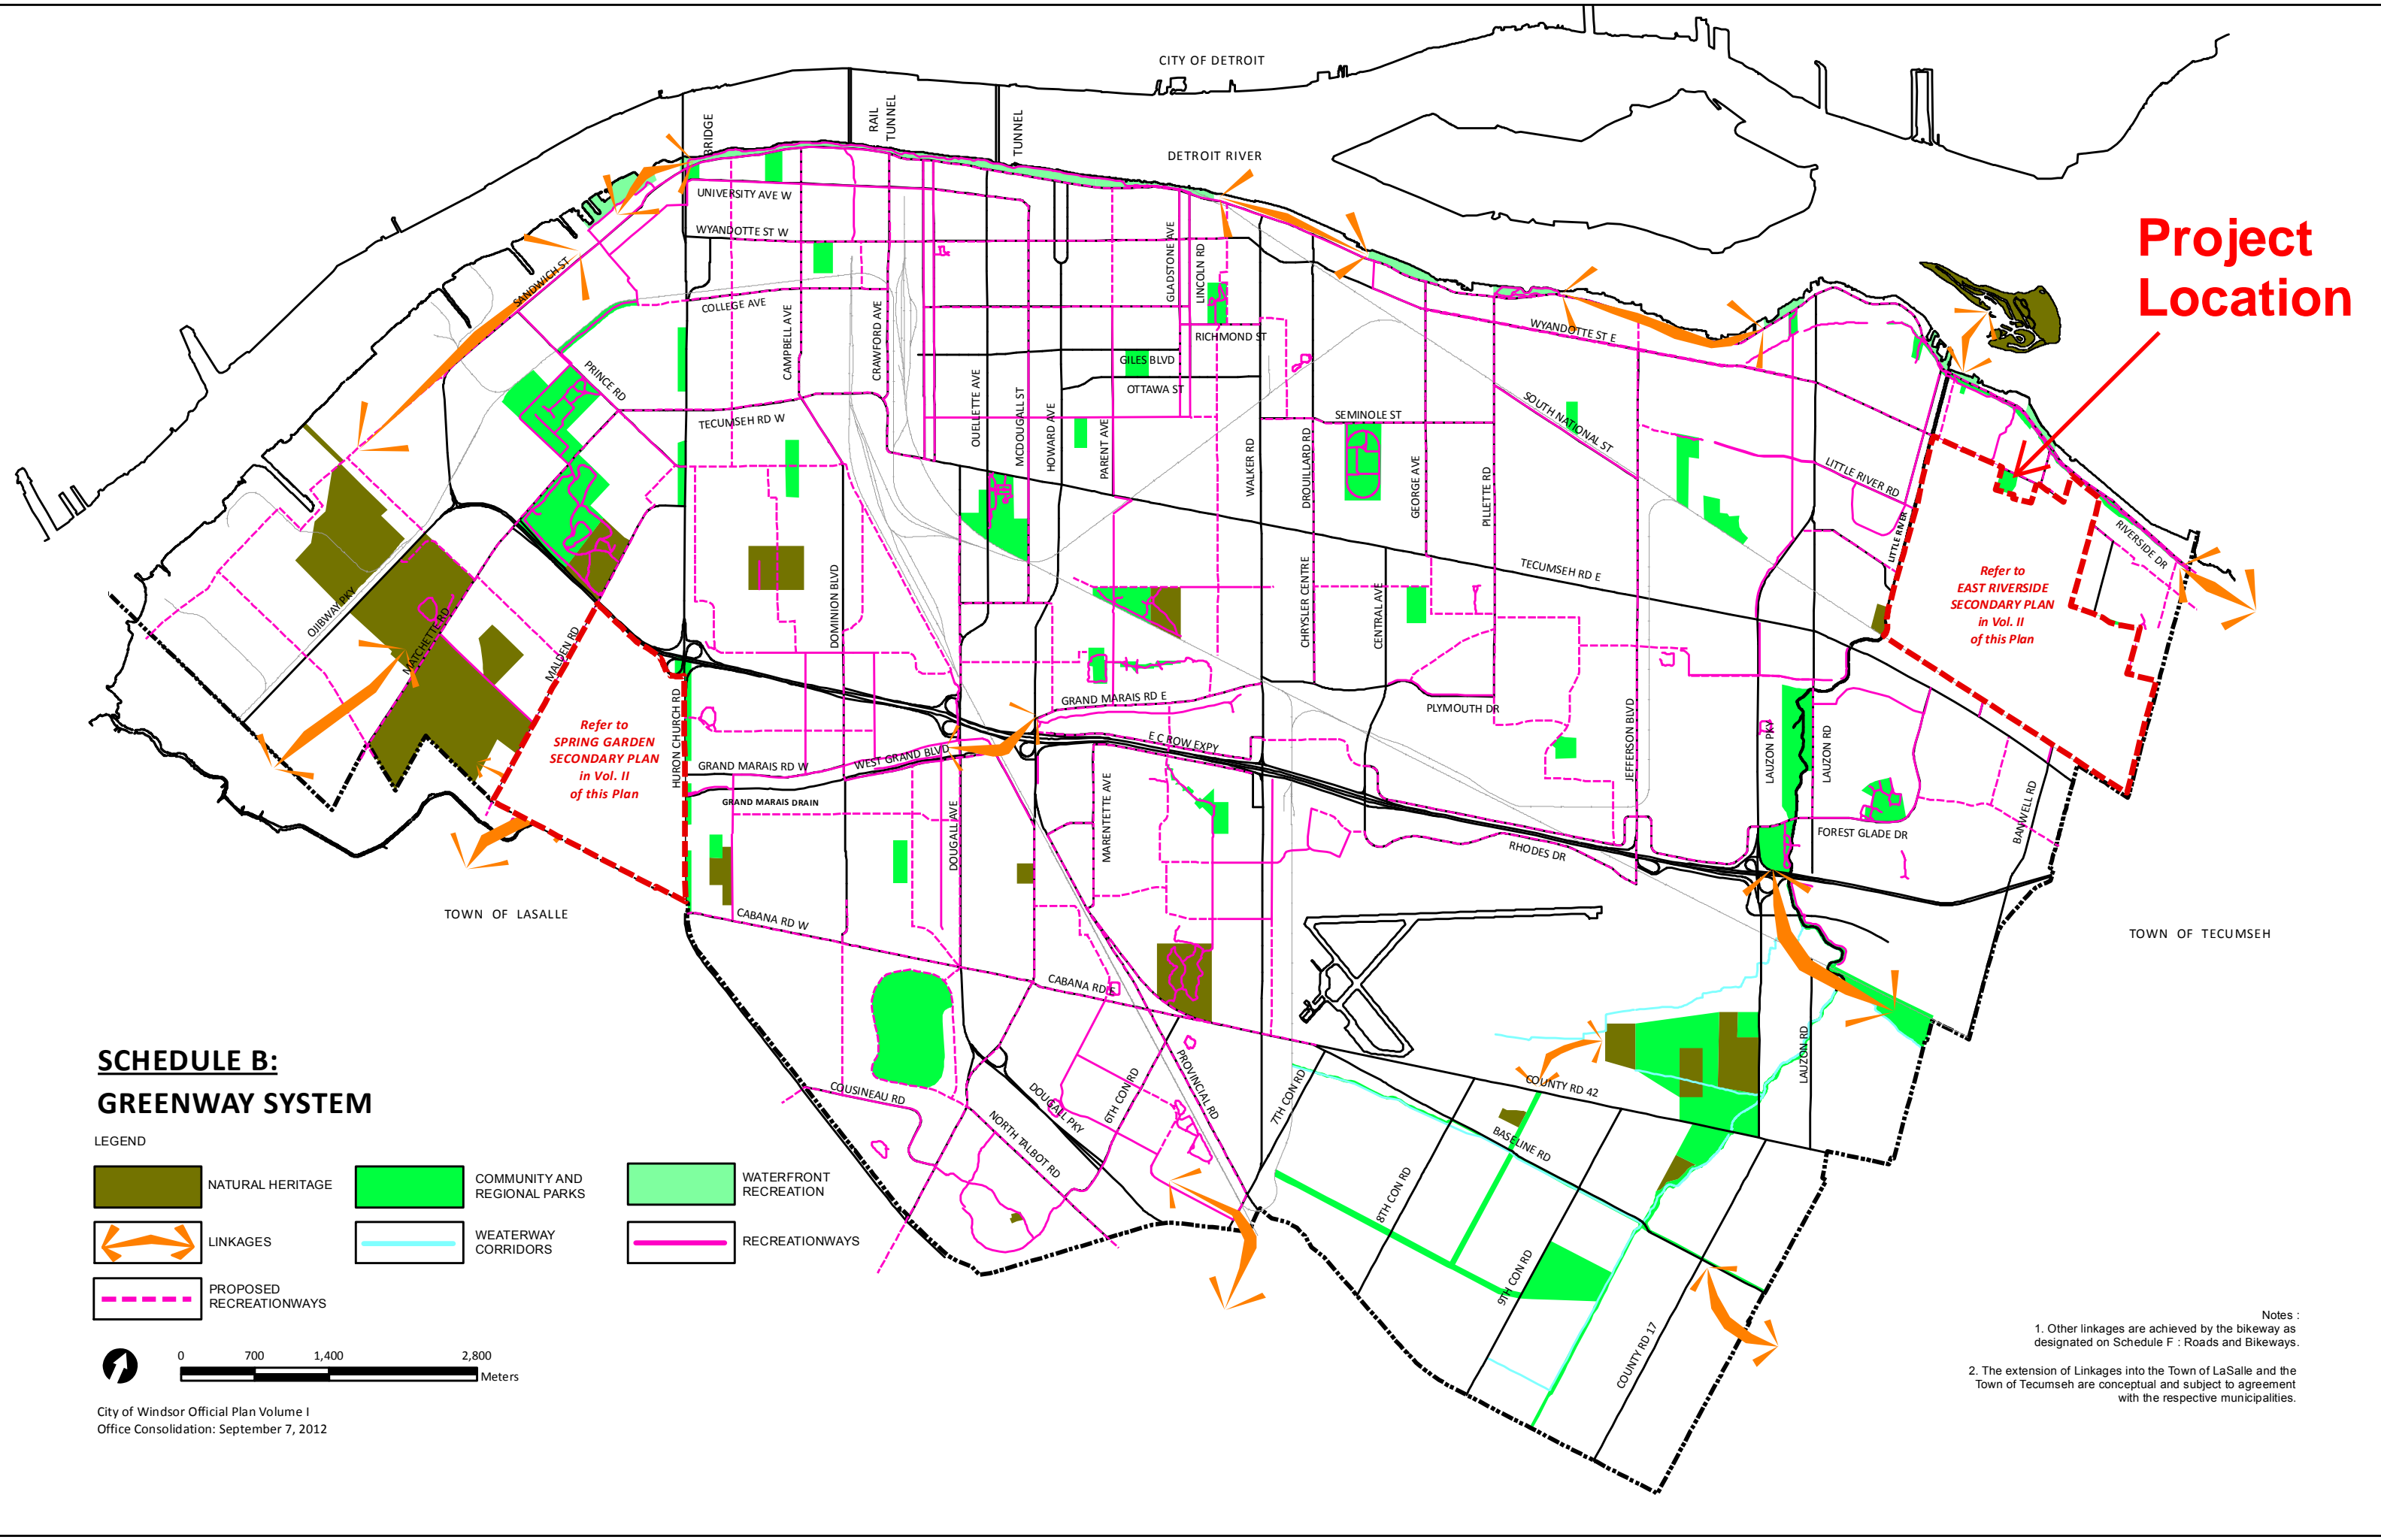 CITY OF DETROIT
BRIDGE
RAIL
TUNNEL
TUNNEL
DETROIT RIVER
Project
Location
UNIVERSITY AVE W
WYANDOTTE ST W
SANDWICH ST
COLLEGE AVE
CAMPBELL AVE
CRAWFORD AVE
GLADSTONE AVE
LINCOLN RD
RICHMOND ST
GILES BLVD
OTTAWA ST
WYANDOTTE ST E
PRINCE RD
TECUMSEH RD W
OUELLETTE AVE
MCDOUGALL ST
HOWARD AVE
PARENT AVE
WALKER RD
SEMINOLE ST
DROUILLARD RD
GEORGE AVE
PILLETTE RD
SOUTH NATIONAL ST
LITTLE RIVER RD
LITTLE RIVER
RIVERSIDE DR
Refer to
EAST RIVERSIDE
SECONDARY PLAN
in Vol. II
of this Plan
OJIBWAY PKY
MATCHETTE RD
MALDEN RD
DOMINION BLVD
CHRYSLER CENTRE
CENTRAL AVE
TECUMSEH RD E
Refer to
SPRING GARDEN
SECONDARY PLAN
in Vol. II
of this Plan
HURON CHURCH RD
GRAND MARAIS RD E
PLYMOUTH DR
E C ROW EXPY
WEST GRAND BLVD
GRAND MARAIS RD W
GRAND MARAIS DRAIN
DOUGALL AVE
MARENTETTE AVE
JEFFERSON BLVD
LAUZON PKY
LAUZON RD
FOREST GLADE DR
BANWELL RD
RHODES DR
TOWN OF LASALLE
CABANA RD W
CABANA RD E
TOWN OF TECUMSEH
LAUZON RD
COUNTY RD 42
BASELINE RD
COUSINEAU RD
NORTH TALBOT RD
DOUGALL PKY
6TH CON RD
PROVINCIAL RD
7TH CON RD
8TH CON RD
9TH CON RD
COUNTY RD 17
SCHEDULE B:
GREENWAY SYSTEM
LEGEND
NATURAL HERITAGE
COMMUNITY AND
REGIONAL PARKS
WATERFRONT
RECREATION
LINKAGES
WEATERWAY
CORRIDORS
RECREATIONWAYS
PROPOSED
RECREATIONWAYS
0 700 1,400 2,800
Meters
City of Windsor Official Plan Volume I
Office Consolidation: September 7, 2012
Notes :
1. Other linkages are achieved by the bikeway as
designated on Schedule F : Roads and Bikeways.
2. The extension of Linkages into the Town of LaSalle and the
Town of Tecumseh are conceptual and subject to agreement
with the respective municipalities.